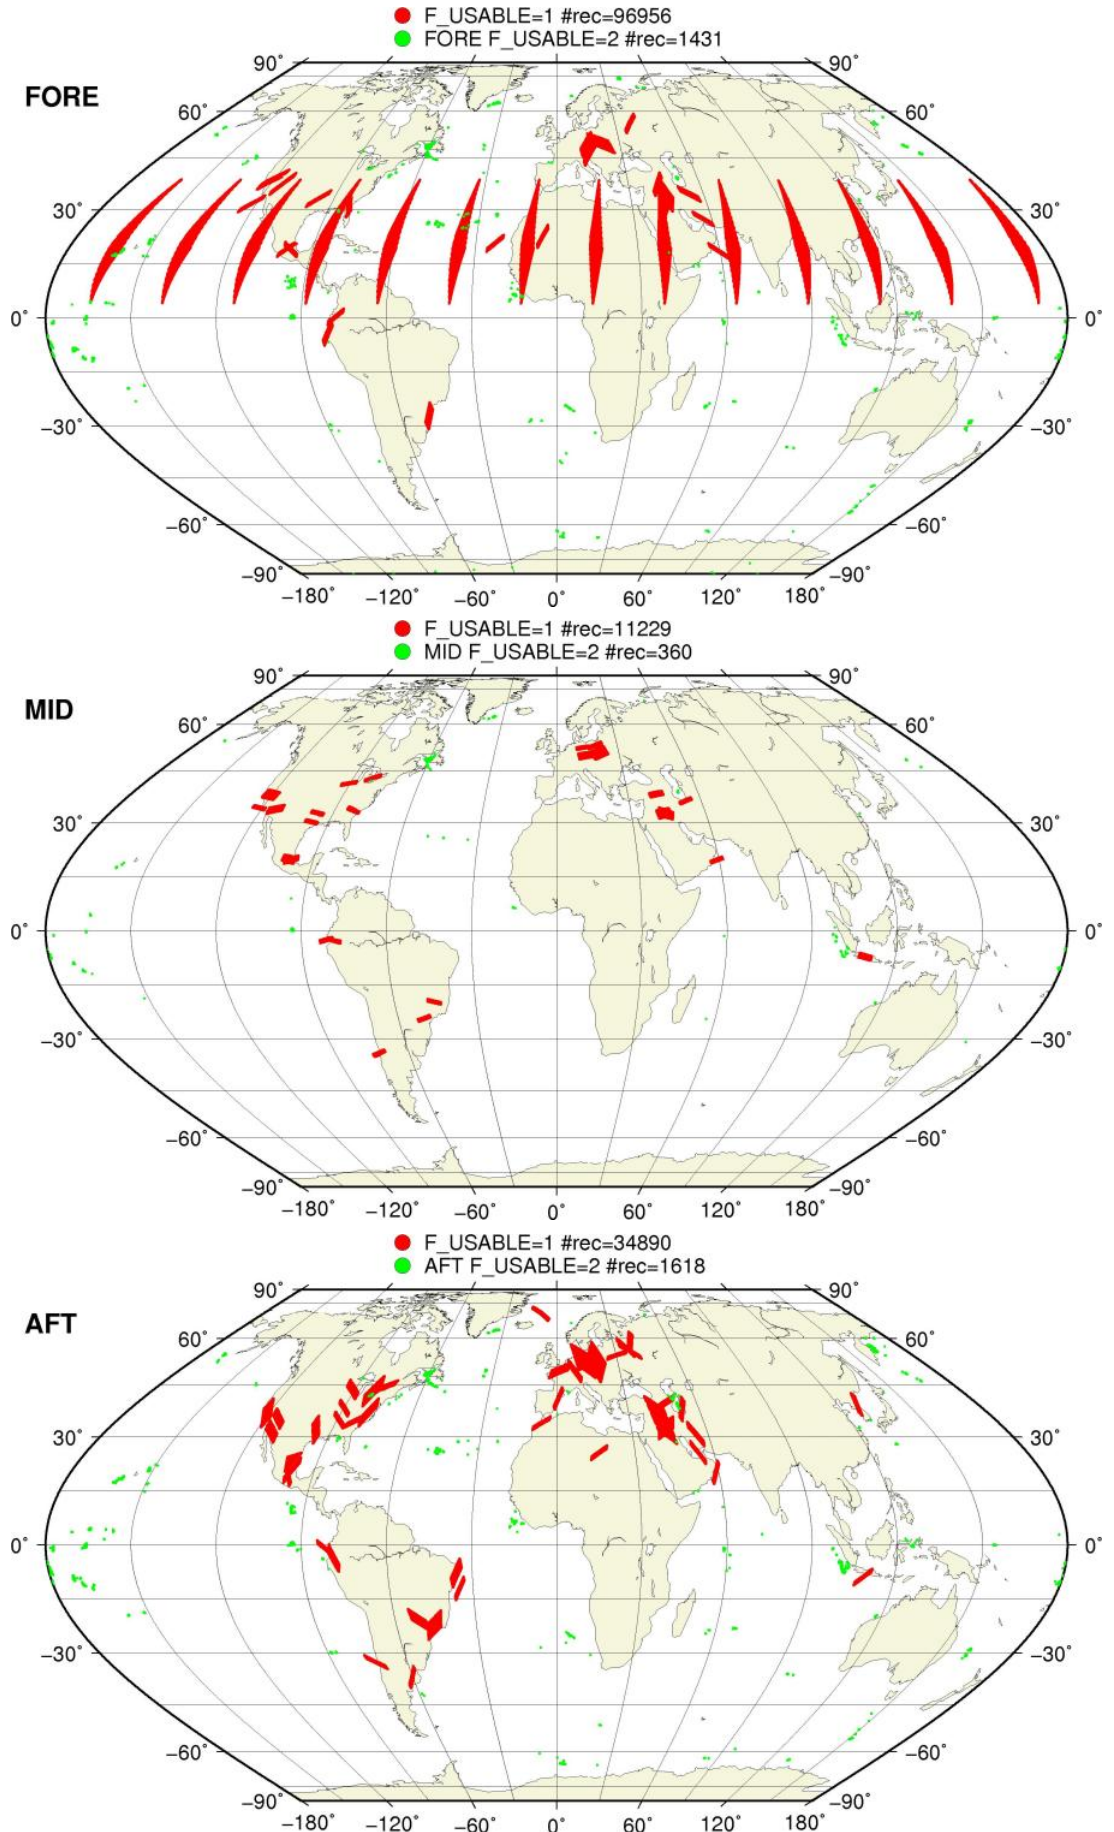 F_USABLE=1 #rec=96956
FORE F_USABLE=2 #rec=1431
FORE
90° 90°
60° 60°
30° 30°
0° 0°
−30° −30°
−60° −60°
−90° −90°
−180° −120° −60° 0° 60° 120° 180°
F_USABLE=1 #rec=11229
MID F_USABLE=2 #rec=360
MID
90° 90°
60° 60°
30° 30°
0° 0°
−30° −30°
−60° −60°
−90° −90°
−180° −120° −60° 0° 60° 120° 180°
F_USABLE=1 #rec=34890
AFT F_USABLE=2 #rec=1618
AFT
90° 90°
60° 60°
30° 30°
0° 0°
−30° −30°
−60° −60°
−90° −90°
−180° −120° −60° 0° 60° 120° 180°